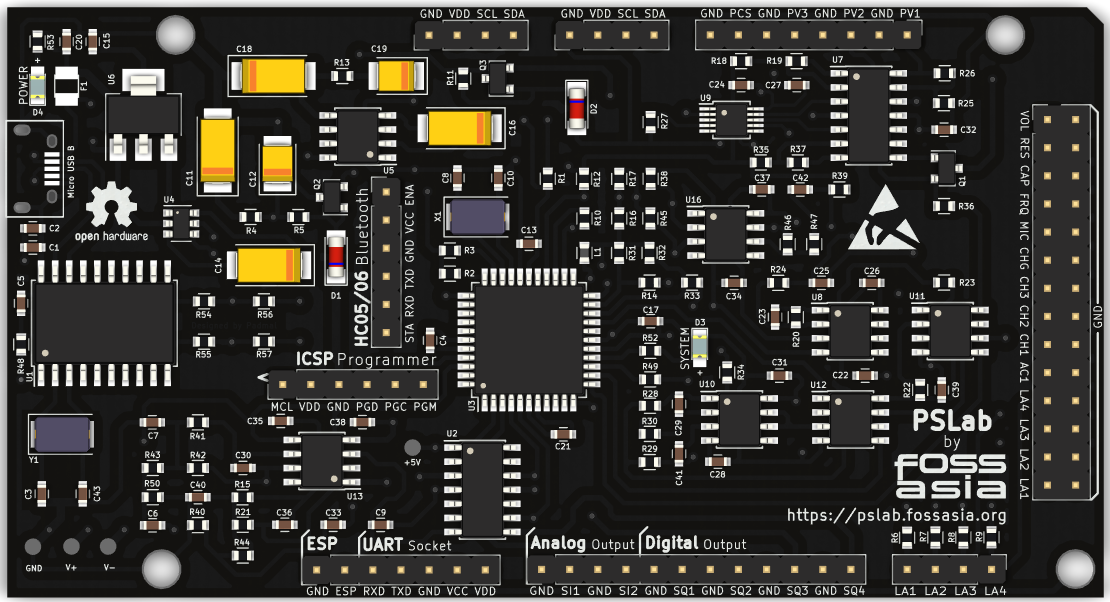 GND VDD SCL SDA
GND VDD SCL SDA
GND PCS GND PV3 GND PV2 GND PV1
R53
C20
C15
C18
R13
C19
R11
Q3
R18
R19
U7
R26
POWER
+
D4
F1
U6
C24
C27
R25
D2
U9
C16
R27
C32
Micro USB B
C11
C12
U5
R35
R37
Q1
C8
C10
R1
R12
R17
R38
C37
C42
R39
Q2
U4
X1
R10
R16
R45
U16
R46
R47
R36
open hardware
C2
C1
R4
R5
C13
C14
R3
R2
L1
R31
R32
D1
HC05/06 Bluetooth
STA RXD TXD GND VCC ENA
C5
R54
R56
R14
R33
C34
R24
C25
C26
R23
C17
C23
R20
U8
U11
R48
U1
R55
R57
C4
SYSTEM
D3
+
R52
R49
R34
C31
C22
R22
C39
ICSP Programmer
MCL VDD GND PGD PGC PGM
U3
U10
U12
R28
C29
R30
R29
C41
C28
C21
PSLab
by
FOSS
ASIA
https://pslab.fossasia.org
VOL RES CAP FRQ MIC CHG CH3 CH2 CH1 AC1 LA4 LA3 LA2 LA1
GND
Y1
C7
R41
C35
C38
U2
+5V
R43
R42
C30
U13
C3
C43
R50
C40
R15
C6
R40
R21
C36
C33
C9
R44
GND
V+
V-
ESP
UART Socket
Analog Output
Digital Output
R6
R7
R8
R9
GND ESP RXD TXD GND VCC VDD
GND SI1 GND SI2 GND SQ1 GND SQ2 GND SQ3 GND SQ4
LA1 LA2 LA3 LA4